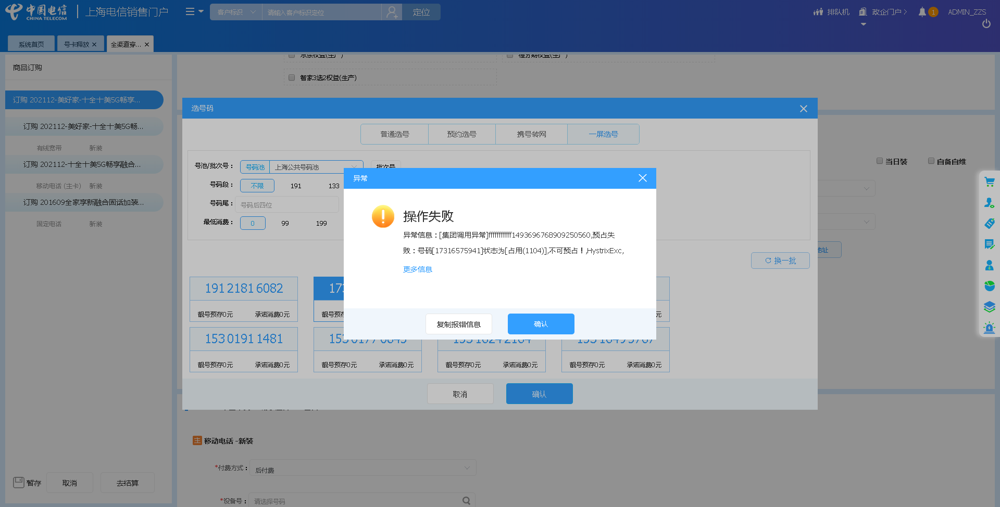 中国电信
CHINA TELECOM
上海电信销售门户
客户标识
请输入客户标识定位
定位
排队机
政企门户
1
ADMIN_ZZS
系统首页
号卡释放
全渠道穿...
商品订购
智家3选2权益(生产)
订购 202112-美好家-十全十美5G畅享...
订购 202112-美好家-十全十美5G畅...
有线宽带 新装
订购 202112-十全十美5G畅享融合...
移动电话 (主卡) 新装
订购 201609全家享新融合固话加装...
固定电话 新装
选号码
普通选号 预约选号 携号转网 一屏选号
号池/批次号： 号码池 上海公共号码池 批次号
号码段： 不限 191 133
号码尾： 号码后四位
最低消费： 0 99 199
当日装 自备自维
地址
换一批
异常
操作失败
异常信息：[集团调用异常]fffffffffff1493696768909250560,预占失
败：号码[17316575941]状态为[占用(1104)],不可预占！,HystrixExc,
更多信息
复制报错信息 确认
191 2181 6082
靓号预存0元 承诺消费0元
153 0191 1481
靓号预存0元 承诺消费0元
靓号预存0元 承诺消费0元
靓号预存0元 承诺消费0元
靓号预存0元 承诺消费0元
取消 确认
主 移动电话 -新装
*付费方式： 后付费
*设备号： 请选择号码
暂存 取消 去结算